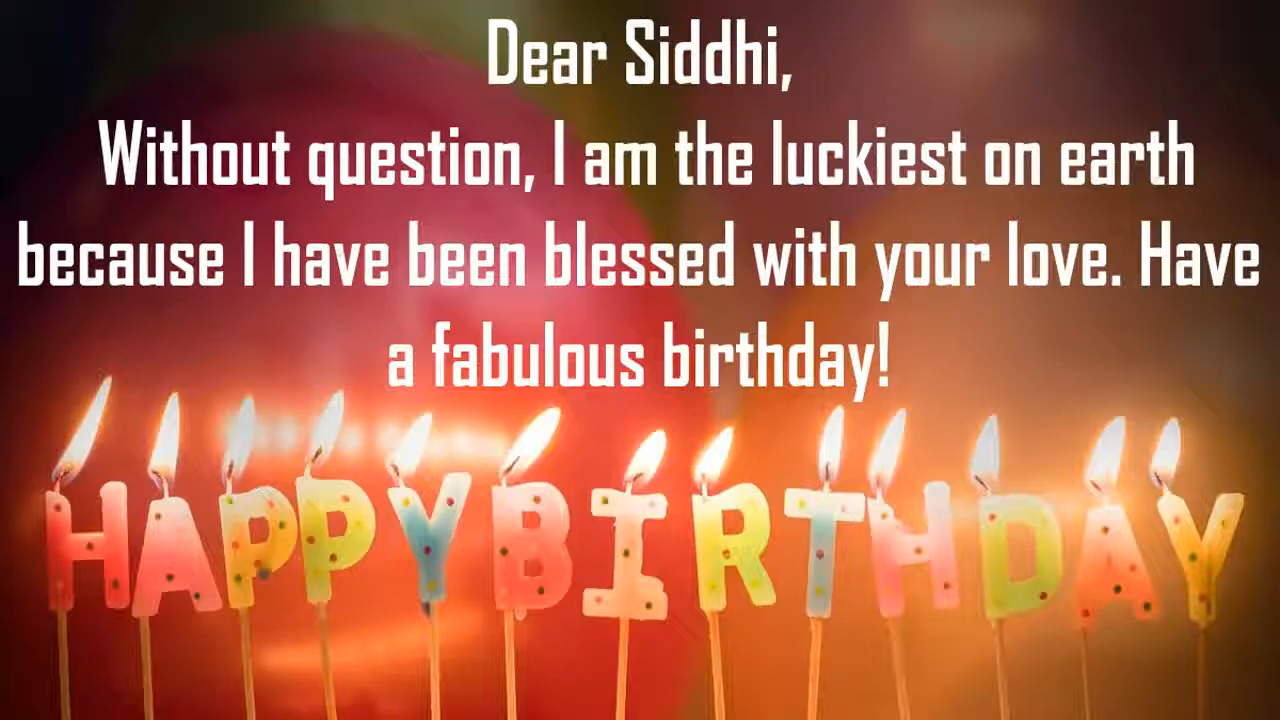 Dear Siddhi,
Without question, I am the luckiest on earth
because I have been blessed with your love. Have
a fabulous birthday!
HAPPY BIRTHDAY